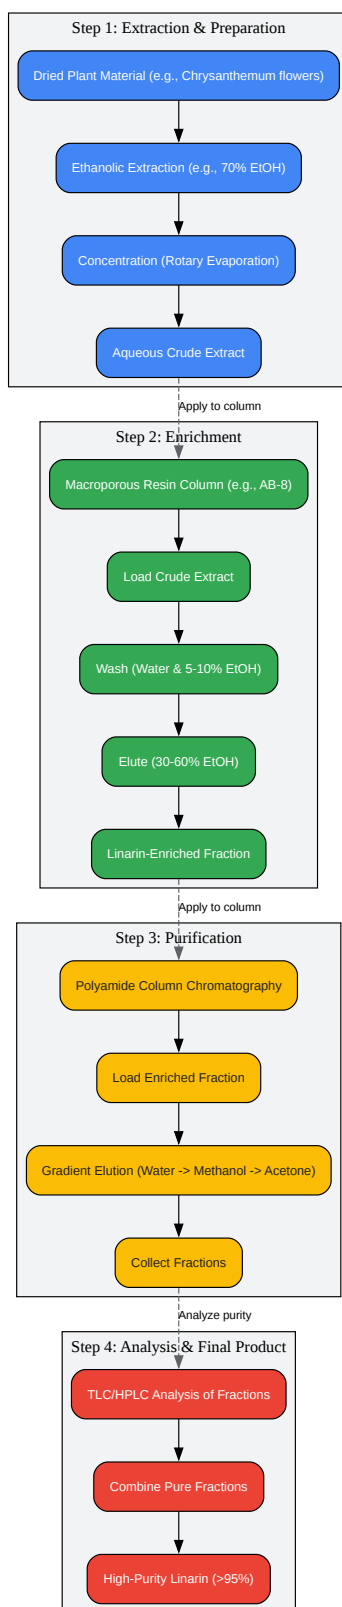 Step 1: Extraction & Preparation
Dried Plant Material (e.g., Chrysanthemum flowers)
Ethanolic Extraction (e.g., 70% EtOH)
Concentration (Rotary Evaporation)
Aqueous Crude Extract
Apply to column
Step 2: Enrichment
Macroporous Resin Column (e.g., AB-8)
Load Crude Extract
Wash (Water & 5-10% EtOH)
Elute (30-60% EtOH)
Linarin-Enriched Fraction
Apply to column
Step 3: Purification
Polyamide Column Chromatography
Load Enriched Fraction
Gradient Elution (Water -> Methanol -> Acetone)
Collect Fractions
Analyze purity
Step 4: Analysis & Final Product
TLC/HPLC Analysis of Fractions
Combine Pure Fractions
High-Purity Linarin (>95%)